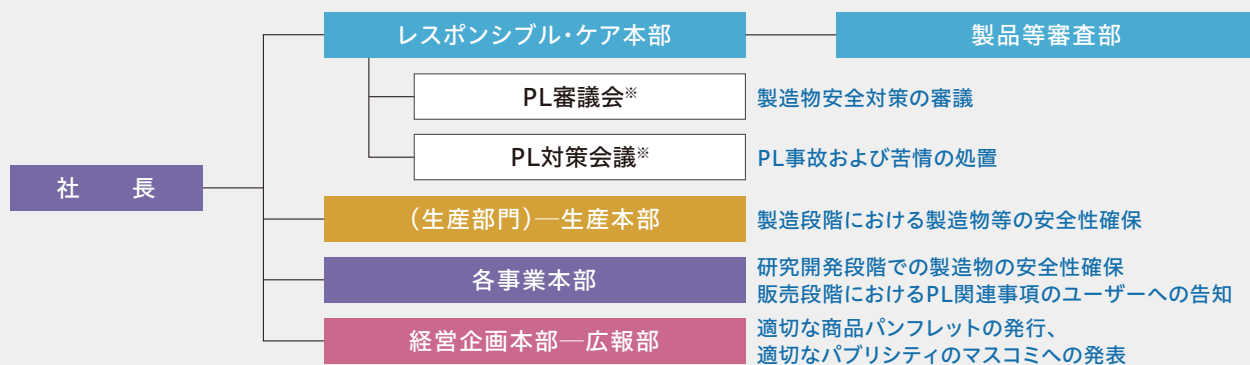 レスポンシブル・ケア本部
製品等審査部
PL審議会※
製造物安全対策の審議
PL対策会議※
PL事故および苦情の処置
社　　長
（生産部門）―生産本部
製造段階における製造物等の安全性確保
各事業本部
研究開発段階での製造物の安全性確保
販売段階におけるPL関連事項のユーザーへの告知
経営企画本部―広報部
適切な商品パンフレットの発行、
適切なパブリシティのマスコミへの発表